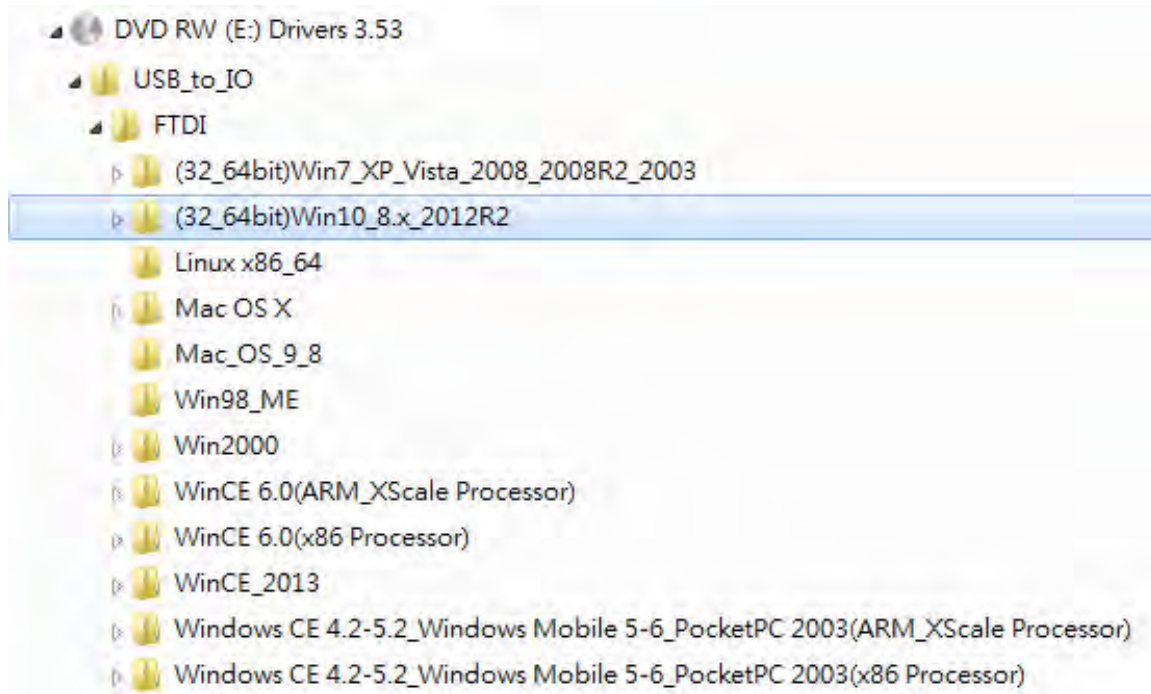 DVD RW (E:) Drivers 3.53
USB_to_IO
FTDI
(32_64bit)Win7_XP_Vista_2008_2008R2_2003
(32_64bit)Win10_8.x_2012R2
Linux x86_64
Mac OS X
Mac_OS_9_8
Win98_ME
Win2000
WinCE 6.0(ARM_XScale Processor)
WinCE 6.0(x86 Processor)
WinCE_2013
Windows CE 4.2-5.2_Windows Mobile 5-6_PocketPC 2003(ARM_XScale Processor)
Windows CE 4.2-5.2_Windows Mobile 5-6_PocketPC 2003(x86 Processor)